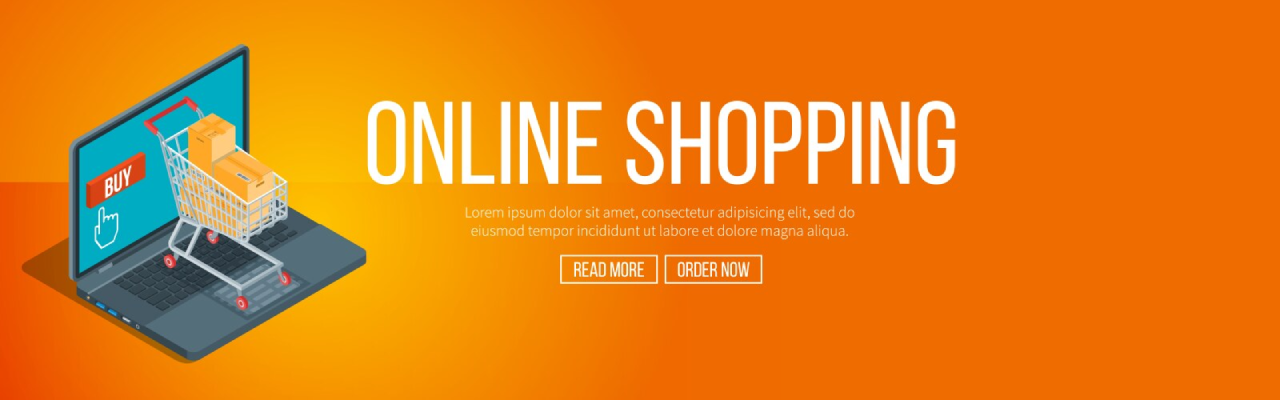 ONLINE SHOPPING
BUY
Lorem ipsum dolor sit amet, consectetur adipisicing elit, sed do
eiusmod tempor incididunt ut labore et dolore magna aliqua.
READ MORE
ORDER NOW